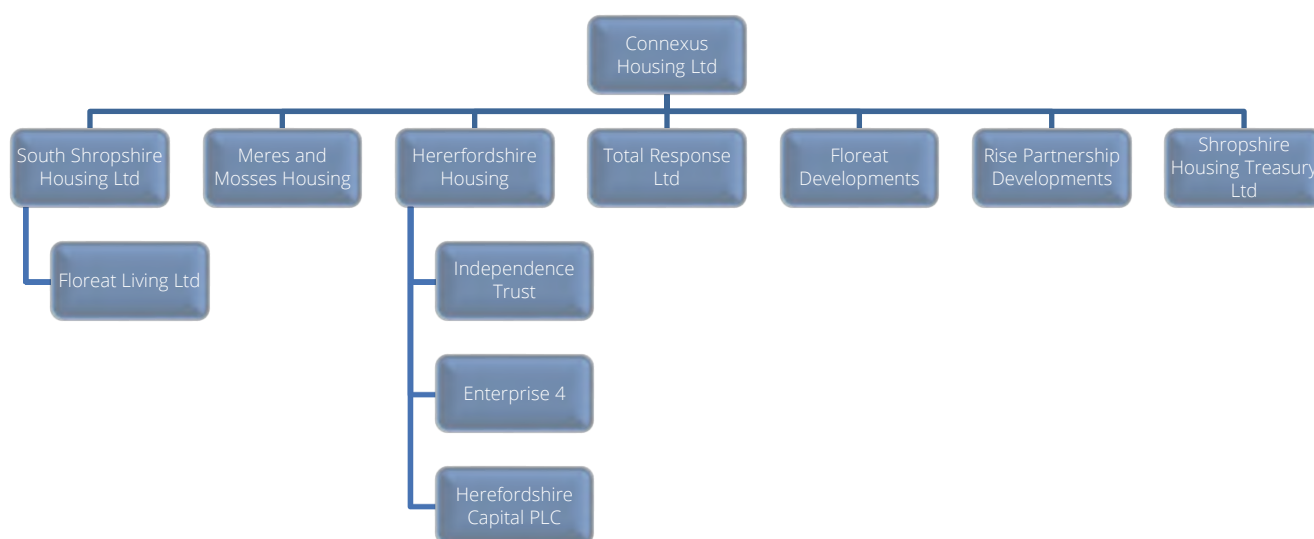 Connexus
Housing Ltd
South Shropshire
Housing Ltd
Meres and
Mosses Housing
Hererfordshire
Housing
Total Response
Ltd
Floreat
Developments
Rise Partnership
Developments
Shropshire
Housing Treasury
Ltd
Floreat Living Ltd
Independence
Trust
Enterprise 4
Herefordshire
Capital PLC